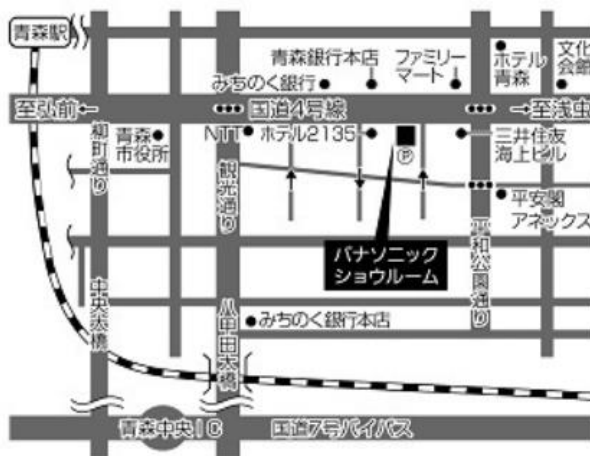 青森駅
青森銀行本店
ファミリー
マート
ホテル
青森
文化
会館
みちのく銀行
至弘前←
国道4号線
→至浅虫
柳町通り
青森
市役所
NTT
ホテル2135
P
三井住友
海上ビル
観光通り
平安閣
アネックス
パナソニック
ショウルーム
平和公園通り
中央大橋
八甲田大橋
みちのく銀行本店
青森中央IC
国道7号バイパス